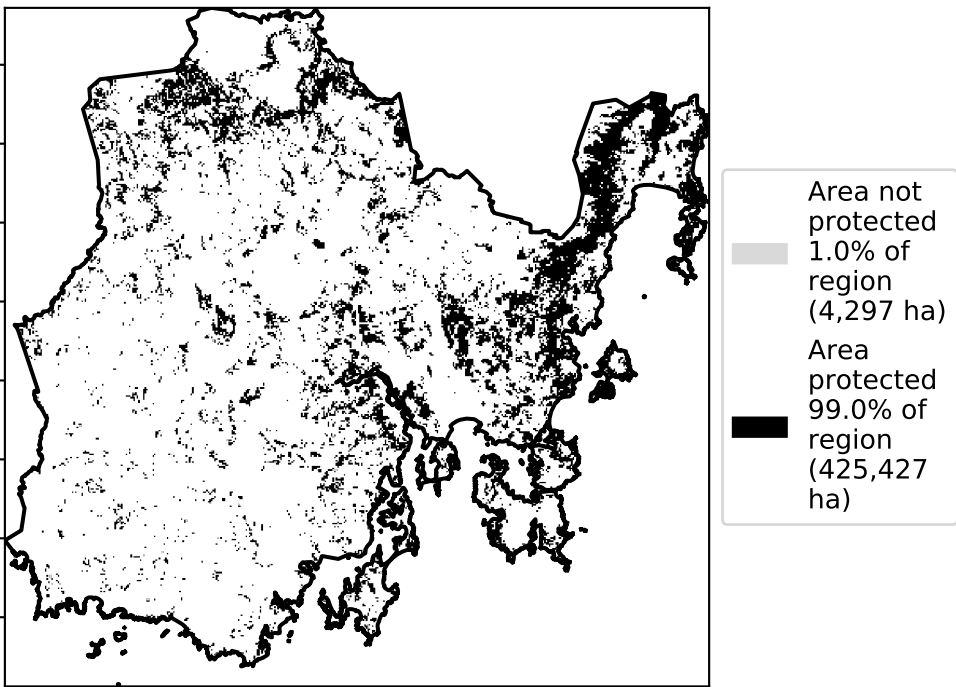 Area not
protected
1.0% of
region
(4,297 ha)
Area
protected
99.0% of
region
(425,427
ha)